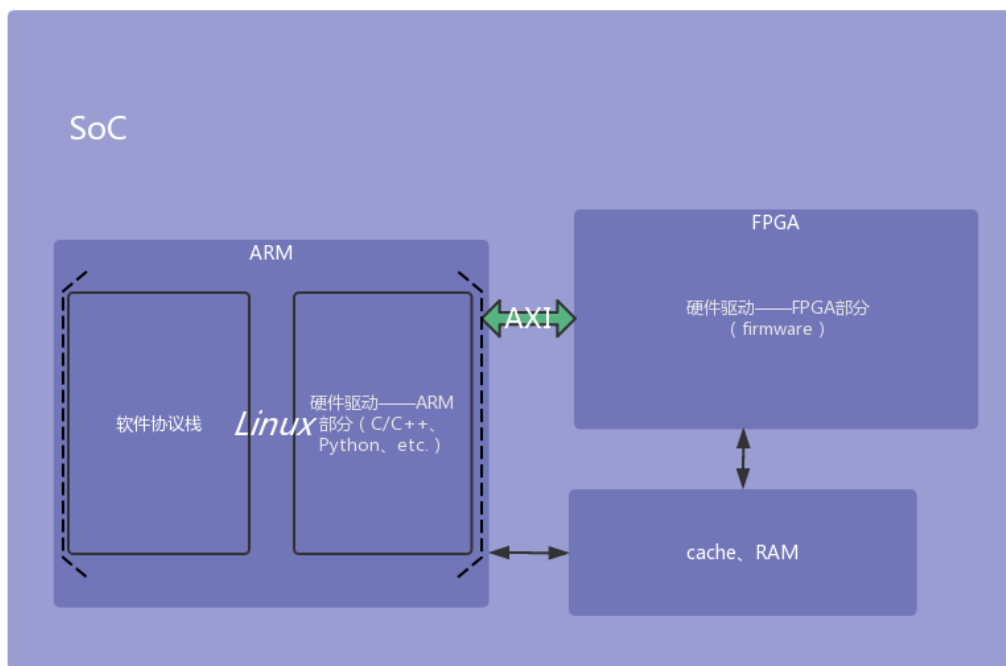 SoC
ARM
软件协议栈
Linux
硬件驱动——ARM
部分（C/C++、
Python、etc.）
AXI
FPGA
硬件驱动——FPGA部分
（firmware）
cache、RAM